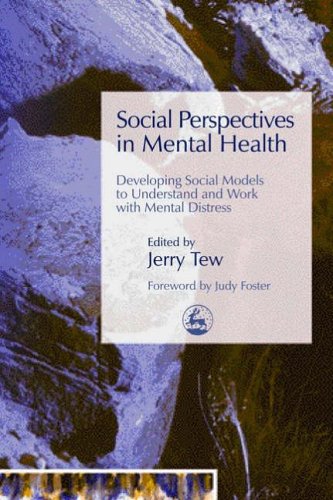 Social Perspectives
in Mental Health
Developing Social Models
to Understand and Work
with Mental Distress
Edited by
Jerry Tew
Foreword by Judy Foster